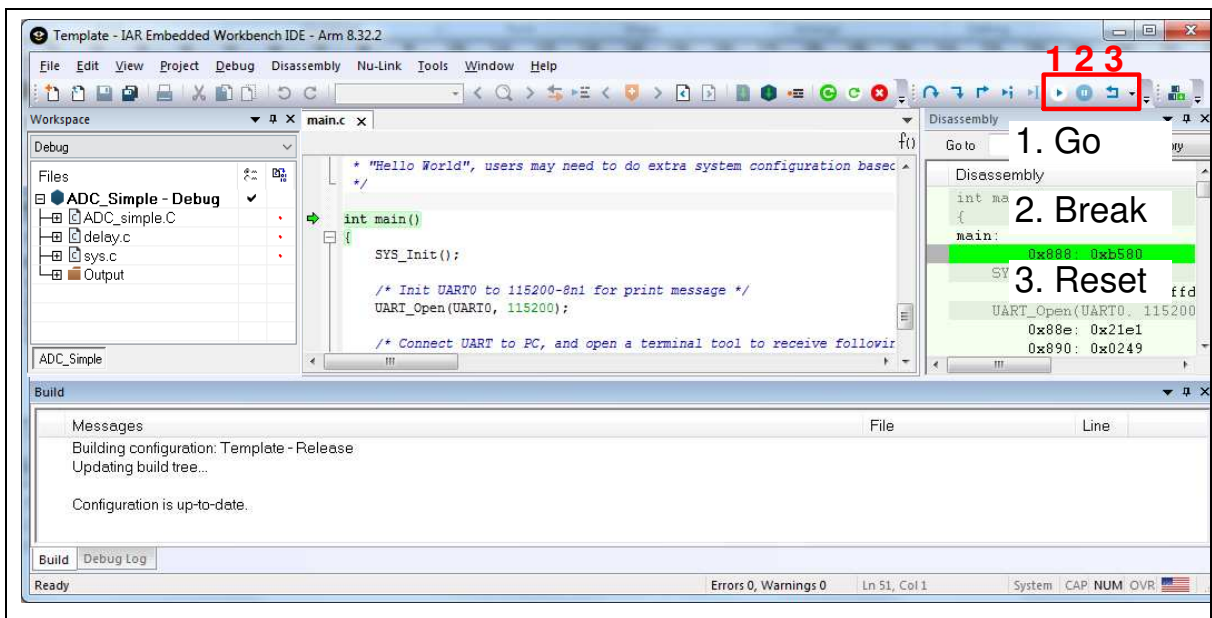 Template - IAR Embedded Workbench IDE - Arm 8.32.2
File Edit View Project Debug Disassembly Nu-Link Tools Window Help
1 2 3
Workspace
main.c
Disassembly
Debug
f()
Go to
1. Go
Files
* "Hello World", users may need to do extra system configuration based
*/
Disassembly
ADC_Simple - Debug
int ma
ADC_simple.C
int main()
{
2. Break
delay.c
{
main:
sys.c
SYS_Init();
0x888: 0xb580
Output
SY
3. Reset
ffd
/* Init UART0 to 115200-8n1 for print message */
UART_Open(UART0, 115200);
UART_Open(UART0, 115200
0x88e: 0x21e1
/* Connect UART to PC, and open a terminal tool to receive followin
0x890: 0x0249
ADC_Simple
Build
Messages File Line
Building configuration: Template - Release
Updating build tree...
Configuration is up-to-date.
Build Debug Log
Ready Errors 0, Warnings 0 Ln 51, Col 1 System CAP NUM OVR